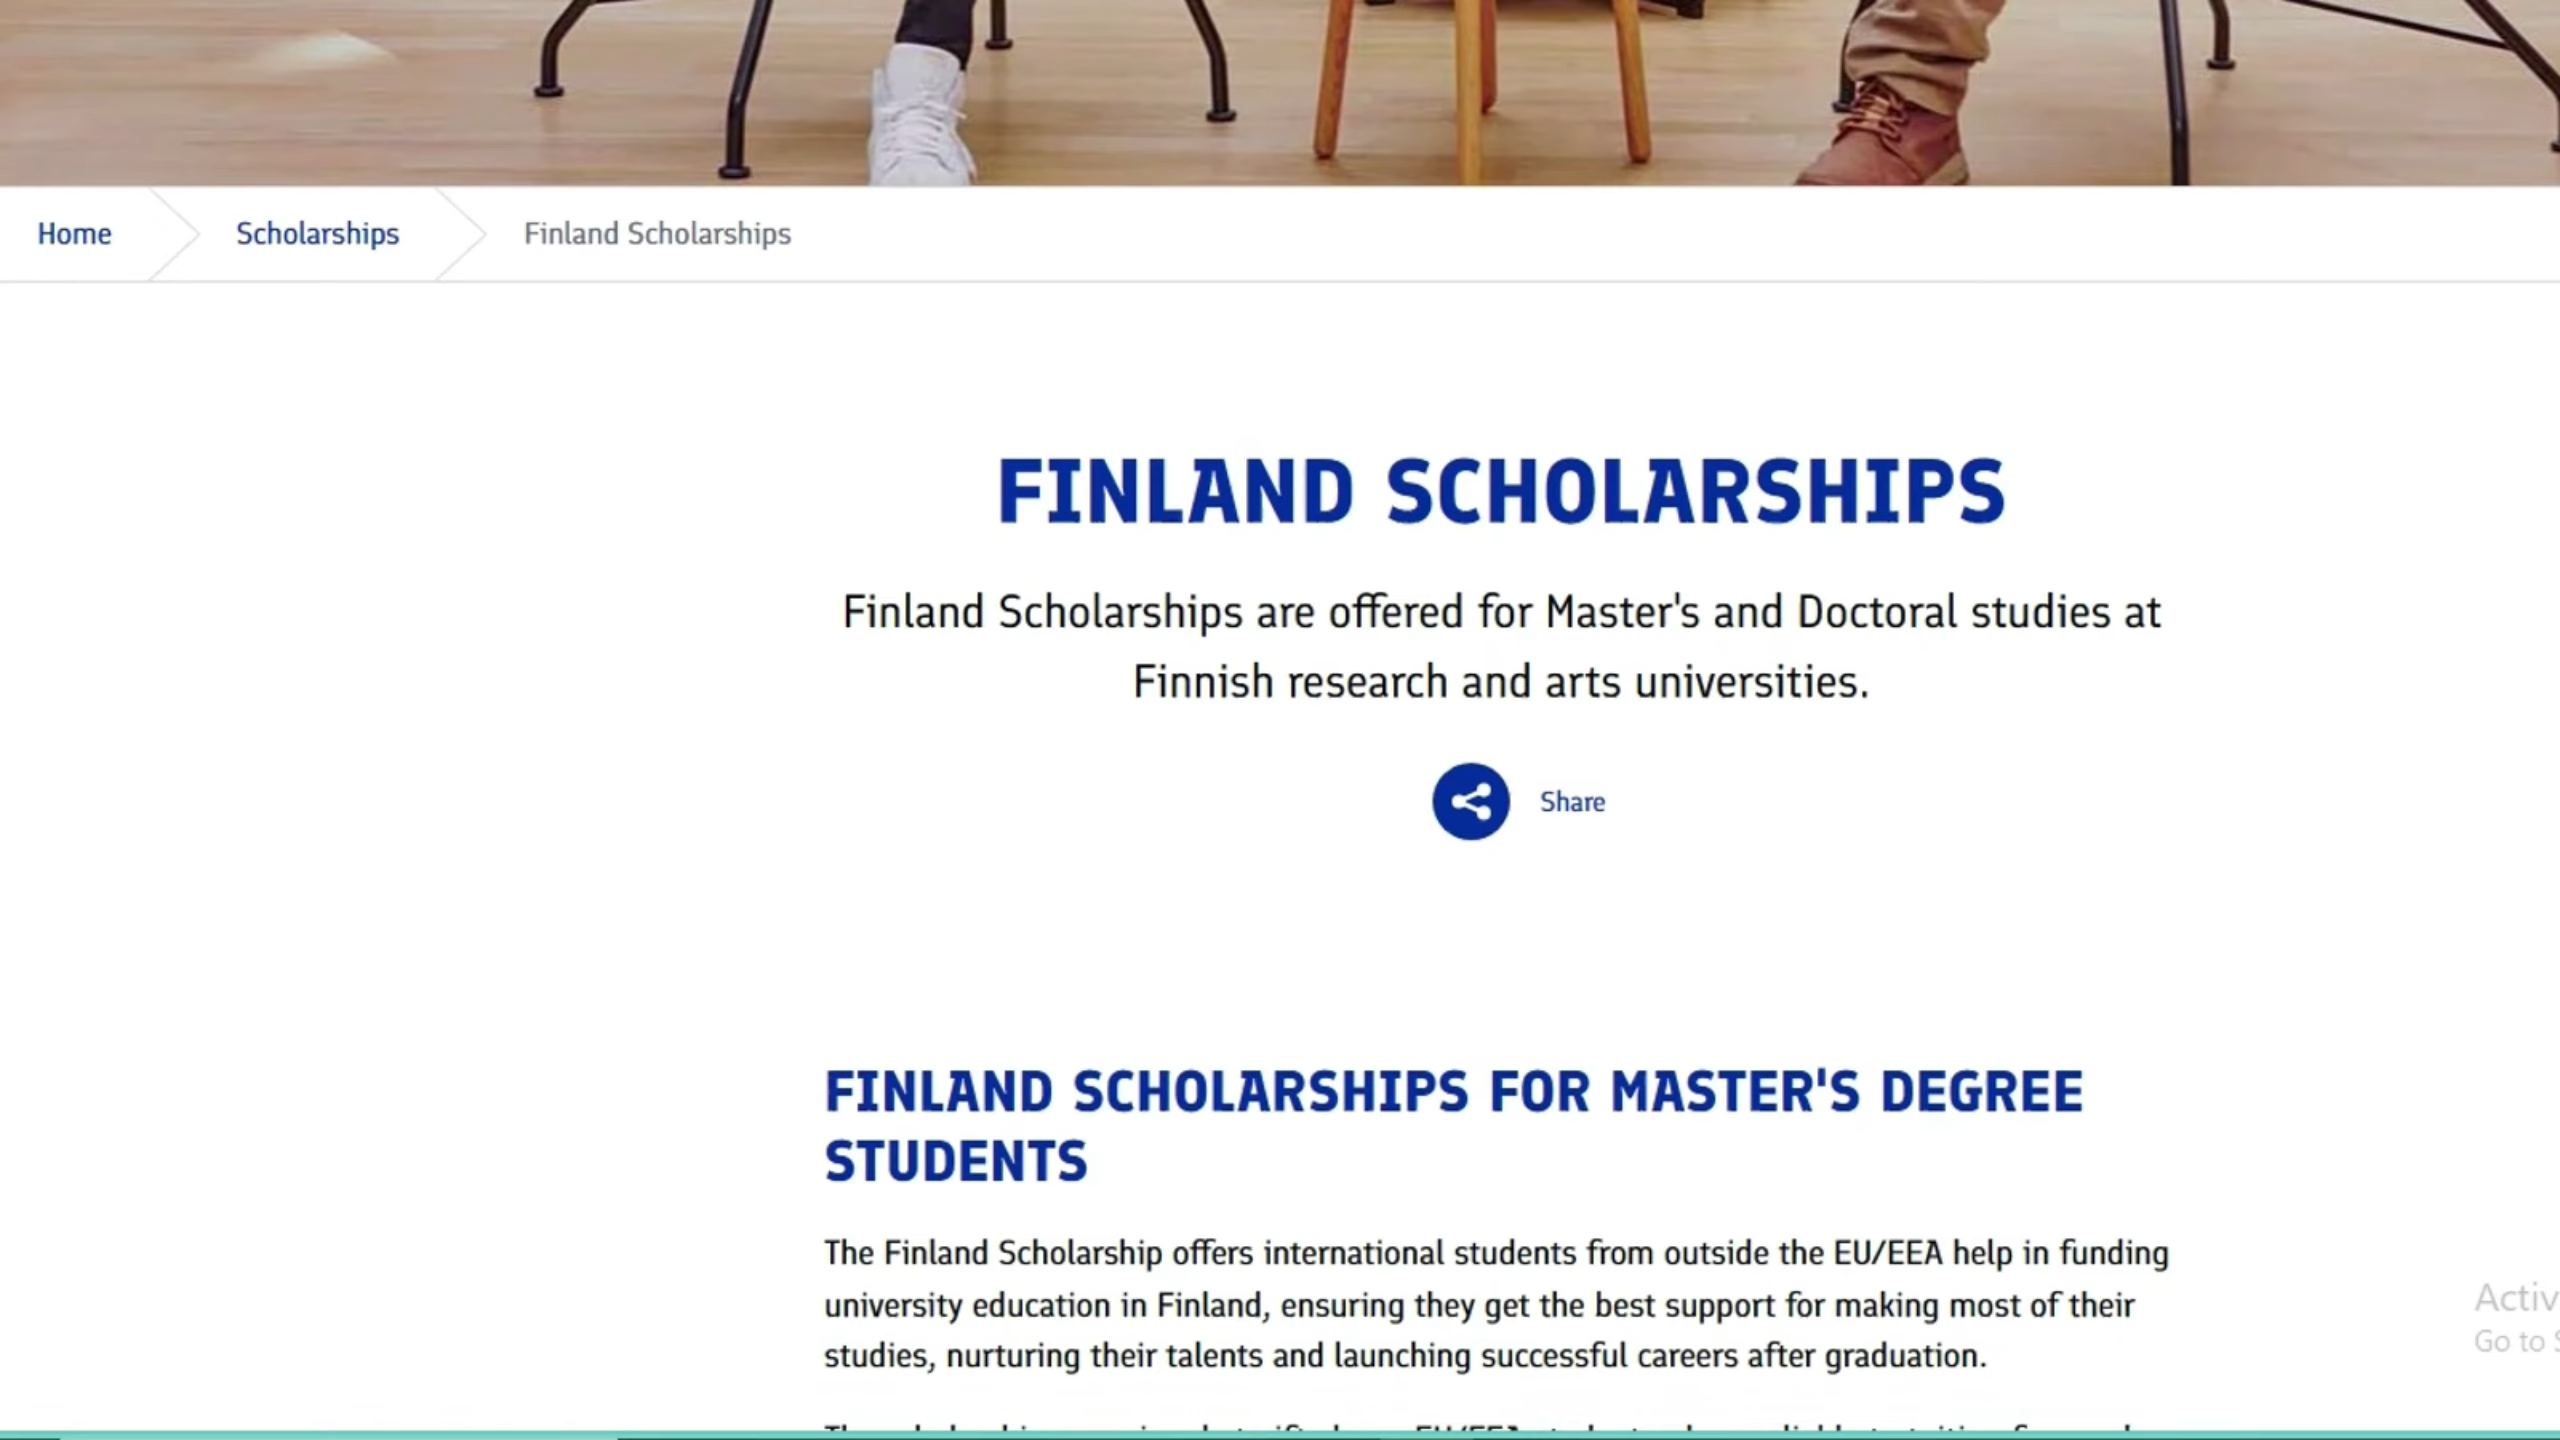 Home
Scholarships
Finland Scholarships
FINLAND SCHOLARSHIPS
Finland Scholarships are offered for Master's and Doctoral studies at
Finnish research and arts universities.
Share
FINLAND SCHOLARSHIPS FOR MASTER'S DEGREE
STUDENTS
The Finland Scholarship offers international students from outside the EU/EEA help in funding
university education in Finland, ensuring they get the best support for making most of their
studies, nurturing their talents and launching successful careers after graduation.
Activ
Go to S